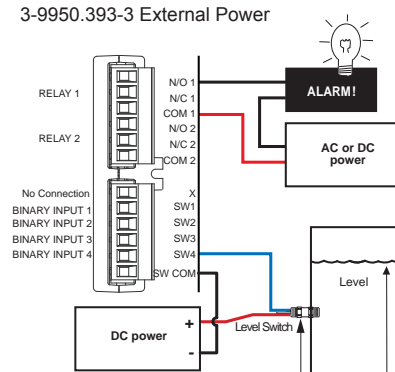 3-9950.393-3 External Power
RELAY 1
RELAY 2
N/O 1
N/C 1
COM 1
N/O 2
N/C 2
COM 2
ALARM!
AC or DC
power
No Connection
BINARY INPUT 1
BINARY INPUT 2
BINARY INPUT 3
BINARY INPUT 4
X
SW1
SW2
SW3
SW4
SW COM
Level
Level Switch
DC power
+
-